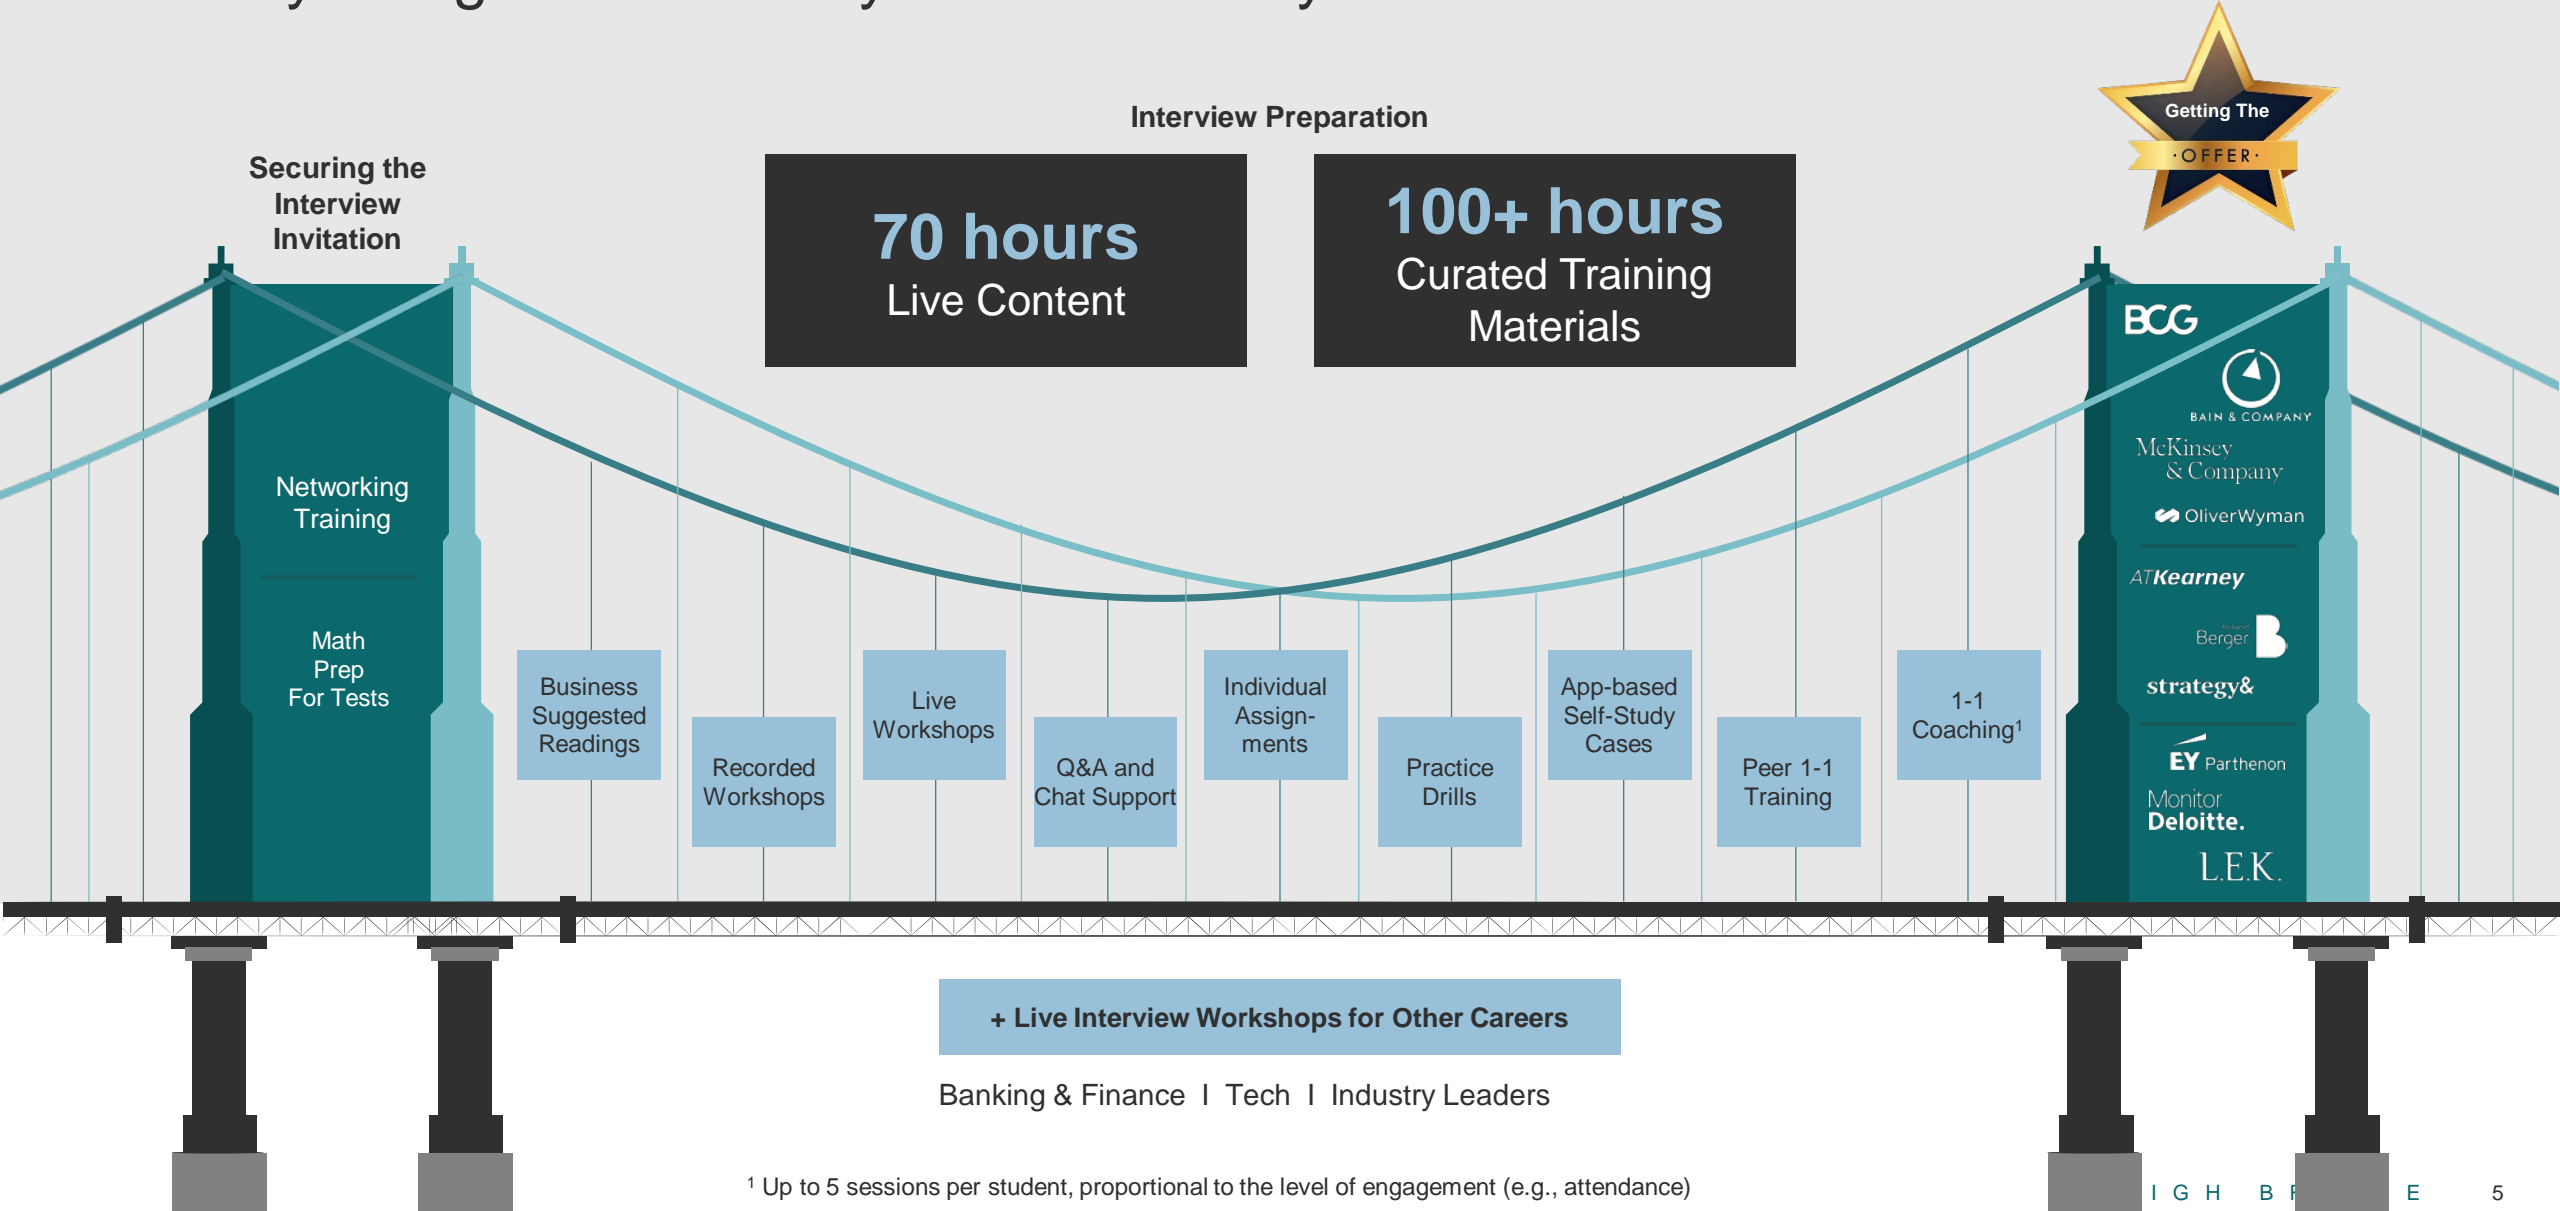 Getting The
OFFER
Interview Preparation
Securing the
Interview
Invitation
70 hours
Live Content
100+ hours
Curated Training
Materials
Networking
Training
Math
Prep
For Tests
Business
Suggested
Readings
Recorded
Workshops
Live
Workshops
Q&A and
Chat Support
Individual
Assign-
ments
Practice
Drills
App-based
Self-Study
Cases
Peer 1-1
Training
1-1
Coaching¹
BCG
BAIN & COMPANY
McKinsey
& Company
OliverWyman
ATKearney
Roland
Berger
B
strategy&
EY Parthenon
Monitor
Deloitte.
L.E.K.
+ Live Interview Workshops for Other Careers
Banking & Finance I Tech I Industry Leaders
¹ Up to 5 sessions per student, proportional to the level of engagement (e.g., attendance)
5